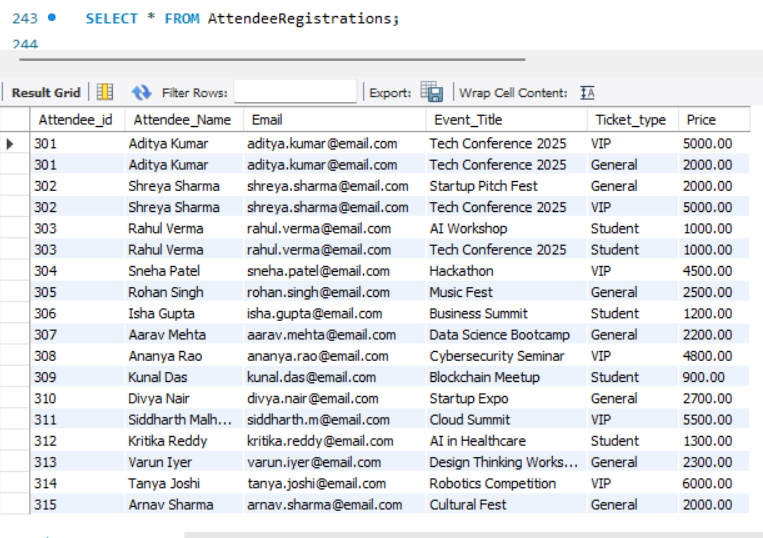 243 SELECT * FROM AttendeeRegistrations;
244
Result Grid Filter Rows: Export: Wrap Cell Content: IA
Attendee_id Attendee_Name Email Event_Title Ticket_type Price
301 Aditya Kumar aditya.kumar@email.com Tech Conference 2025 VIP 5000.00
301 Aditya Kumar aditya.kumar@email.com Tech Conference 2025 General 2000.00
302 Shreya Sharma shreya.sharma@email.com Startup Pitch Fest General 2000.00
302 Shreya Sharma shreya.sharma@email.com Tech Conference 2025 VIP 5000.00
303 Rahul Verma rahul.verma@email.com AI Workshop Student 1000.00
303 Rahul Verma rahul.verma@email.com Tech Conference 2025 Student 1000.00
304 Sneha Patel sneha.patel@email.com Hackathon VIP 4500.00
305 Rohan Singh rohan.singh@email.com Music Fest General 2500.00
306 Isha Gupta isha.gupta@email.com Business Summit Student 1200.00
307 Aarav Mehta aarav.mehta@email.com Data Science Bootcamp General 2200.00
308 Ananya Rao ananya.rao@email.com Cybersecurity Seminar VIP 4800.00
309 Kunal Das kunal.das@email.com Blockchain Meetup Student 900.00
310 Divya Nair divya.nair@email.com Startup Expo General 2700.00
311 Siddharth Malh... siddharth.m@email.com Cloud Summit VIP 5500.00
312 Kritika Reddy kritika.reddy@email.com AI in Healthcare Student 1300.00
313 Varun Iyer varun.iyer@email.com Design Thinking Works... General 2300.00
314 Tanya Joshi tanya.joshi@email.com Robotics Competition VIP 6000.00
315 Arnav Sharma arnav.sharma@email.com Cultural Fest General 2000.00